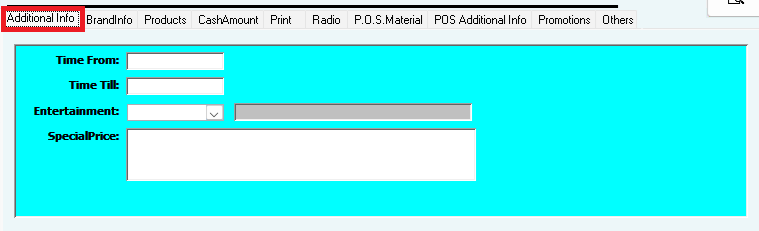 Additional Info BrandInfo Products CashAmount Print Radio P.O.S.Material POS Additional Info Promotions Others
Time From:
Time Till:
Entertainment:
SpecialPrice: